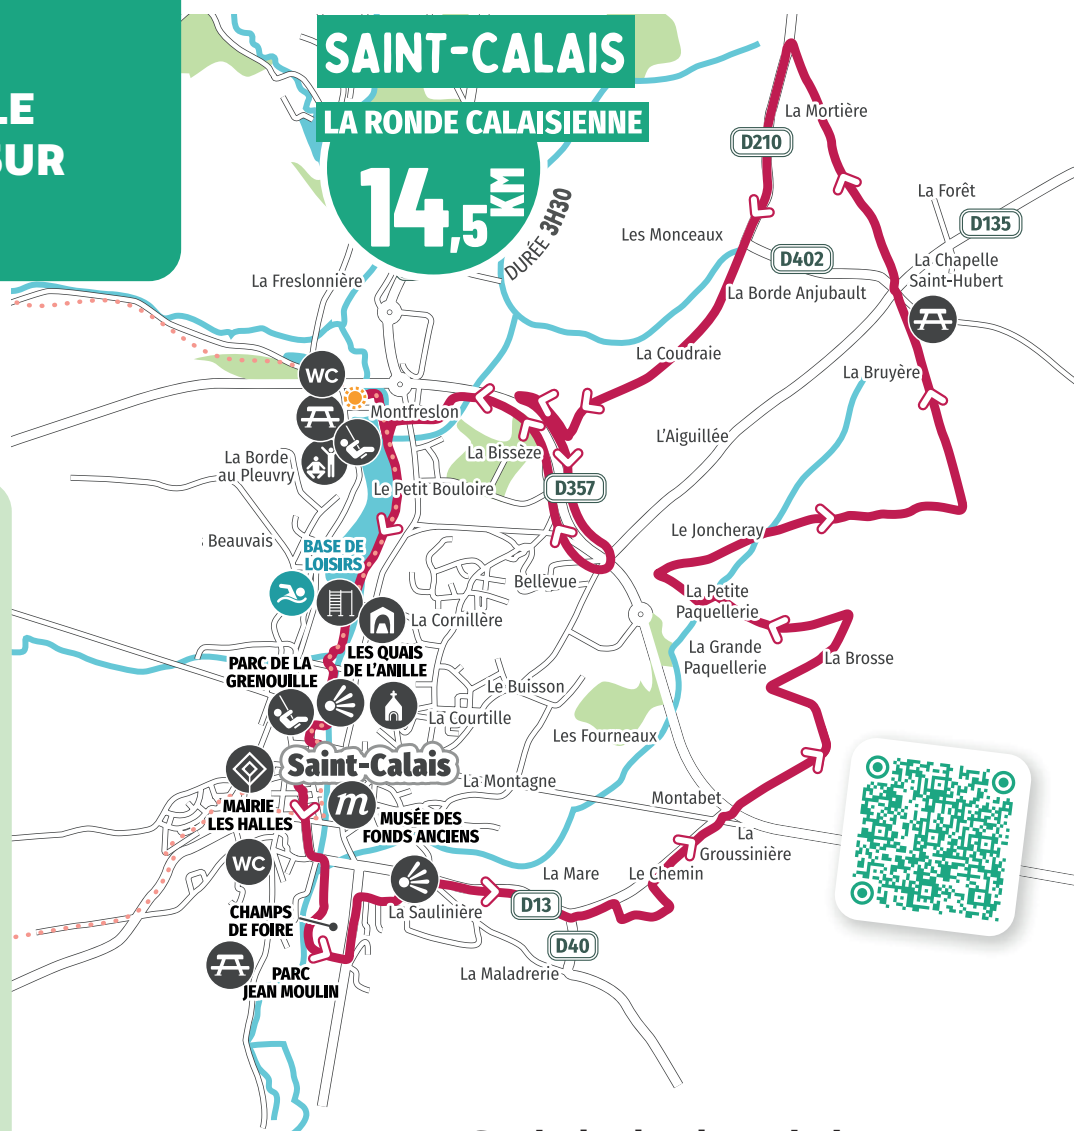 LE
SUR
SAINT-CALAIS
LA RONDE CALAISIENNE
14,5 KM
DURÉE 3H30
La Mortière
D210
La Forêt
D135
Les Monceaux
D402
La Chapelle
Saint-Hubert
La Freslonnière
La Borde Anjubault
La Coudraie
WC
La Bruyère
Montfreslon
L'Aiguillée
La Borde
au Pleuvry
La Bissèze
Le Petit Bouloire
D357
Le Joncheray
Beauvais
BASE DE
LOISIRS
Bellevue
La Petite
Paquellerie
La Cornillère
LES QUAIS
DE L'ANILLE
PARC DE LA
GRENOUILLE
La Grande
Paquellerie
La Brosse
Le Buisson
La Courtille
Les Fourneaux
Saint-Calais
La Montagne
Montabet
MAIRIE
LES HALLES
m
MUSÉE DES
FONDS ANCIENS
La
Groussinière
WC
La Mare
Le Chemin
CHAMPS
DE FOIRE
La Saulinière
D13
D40
PARC
JEAN MOULIN
La Maladrerie